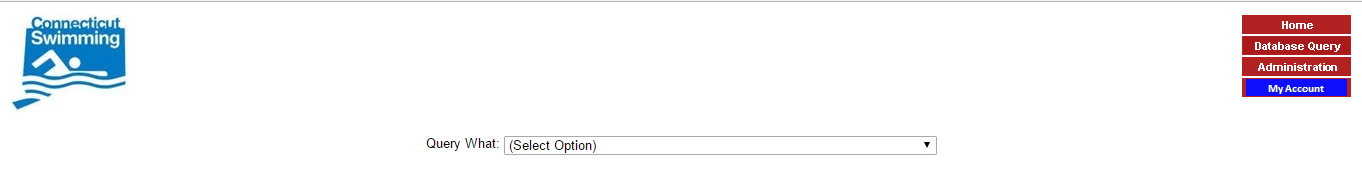 Connecticut
Swimming
Home
Database Query
Administration
My Account
Query What: (Select Option)